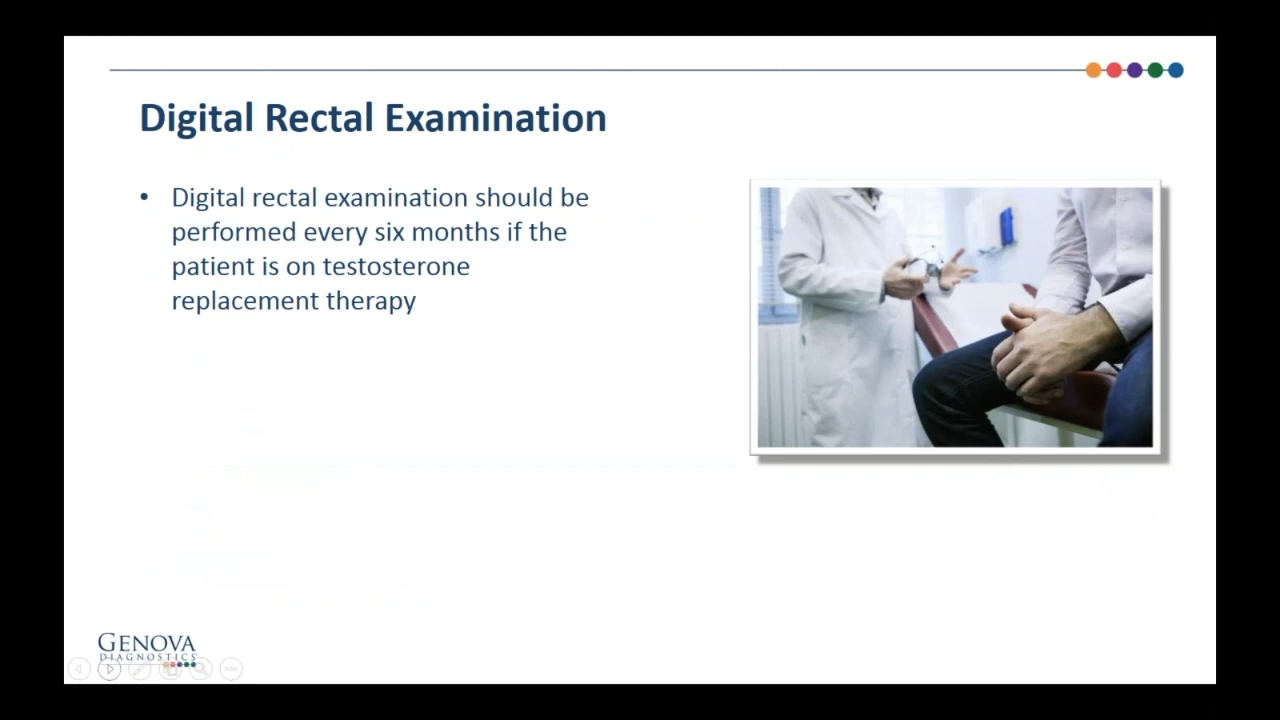 Digital Rectal Examination
• Digital rectal examination should be
performed every six months if the
patient is on testosterone
replacement therapy
GENOVA
DIAGNOSTICS